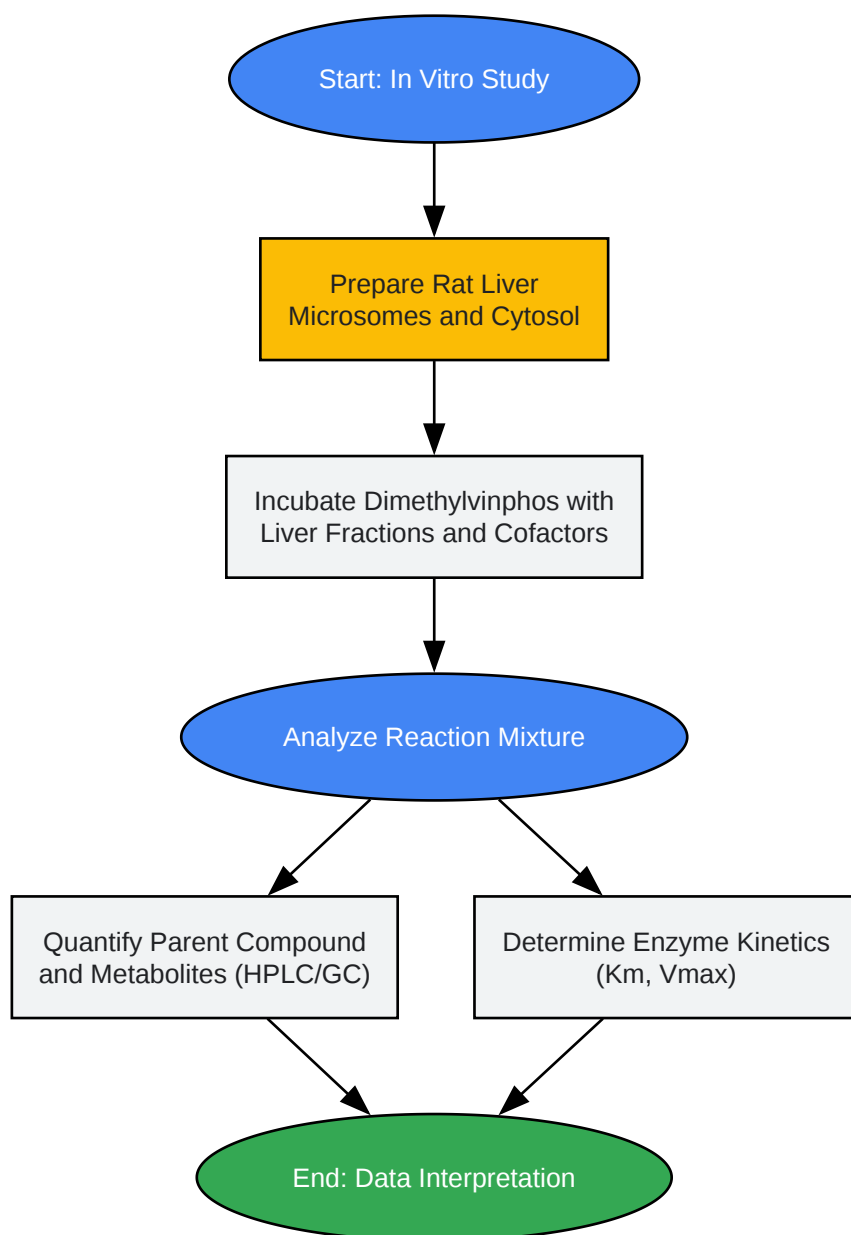 Start: In Vitro Study
Prepare Rat Liver
Microsomes and Cytosol
Incubate Dimethylvinphos with
Liver Fractions and Cofactors
Analyze Reaction Mixture
Quantify Parent Compound
and Metabolites (HPLC/GC)
Determine Enzyme Kinetics
(Km, Vmax)
End: Data Interpretation